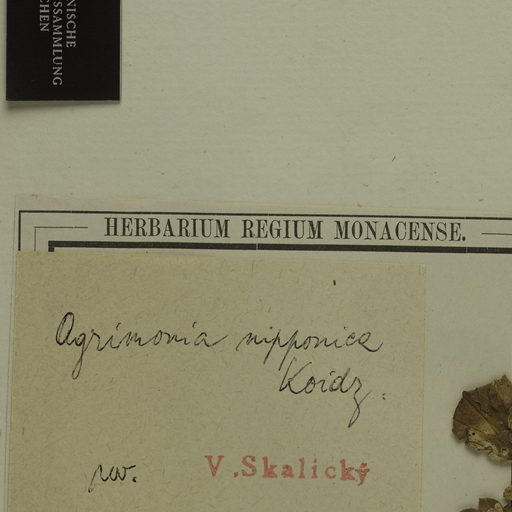 NISCHE
SSAMMLUNG
CHEN
HERBARIUM REGIUM MONACENSE.
Agrimonia nipponica
Koidz.
rev. V. Skalický